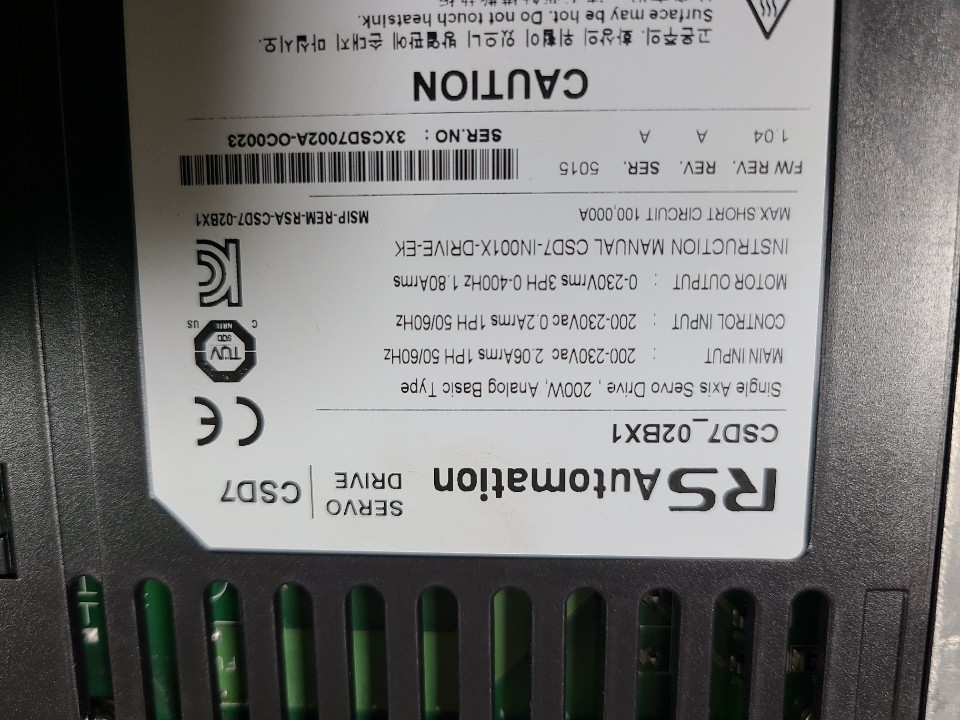 RS Automation
SERVO DRIVE
CSD7
CSD7_02BX1
Single Axis Servo Drive , 200W, Analog Basic Type
MAIN INPUT : 200-230Vac 2.06Arms 1PH 50/60Hz
CONTROL INPUT : 200-230Vac 0.2Arms 1PH 50/60Hz
MOTOR OUTPUT : 0-230Vrms 3PH 0-400Hz 1.80Arms
INSTRUCTION MANUAL CSD7-IN001X-DRIVE-EK
MAX.SHORT CIRCUIT 100,000A
CE
TÜV
SÜD
NRTL
C US
MSIP-REM-RSA-CSD7-02BX1
F/W REV. REV. SER. 5015
1.04 A A
SER.NO : 3XCSD7002A-OC0023
CAUTION
고온주의. 화상의 위험이 있으니 방열판에 손대지 마십시오.
Surface may be hot. Do not touch heatsink.